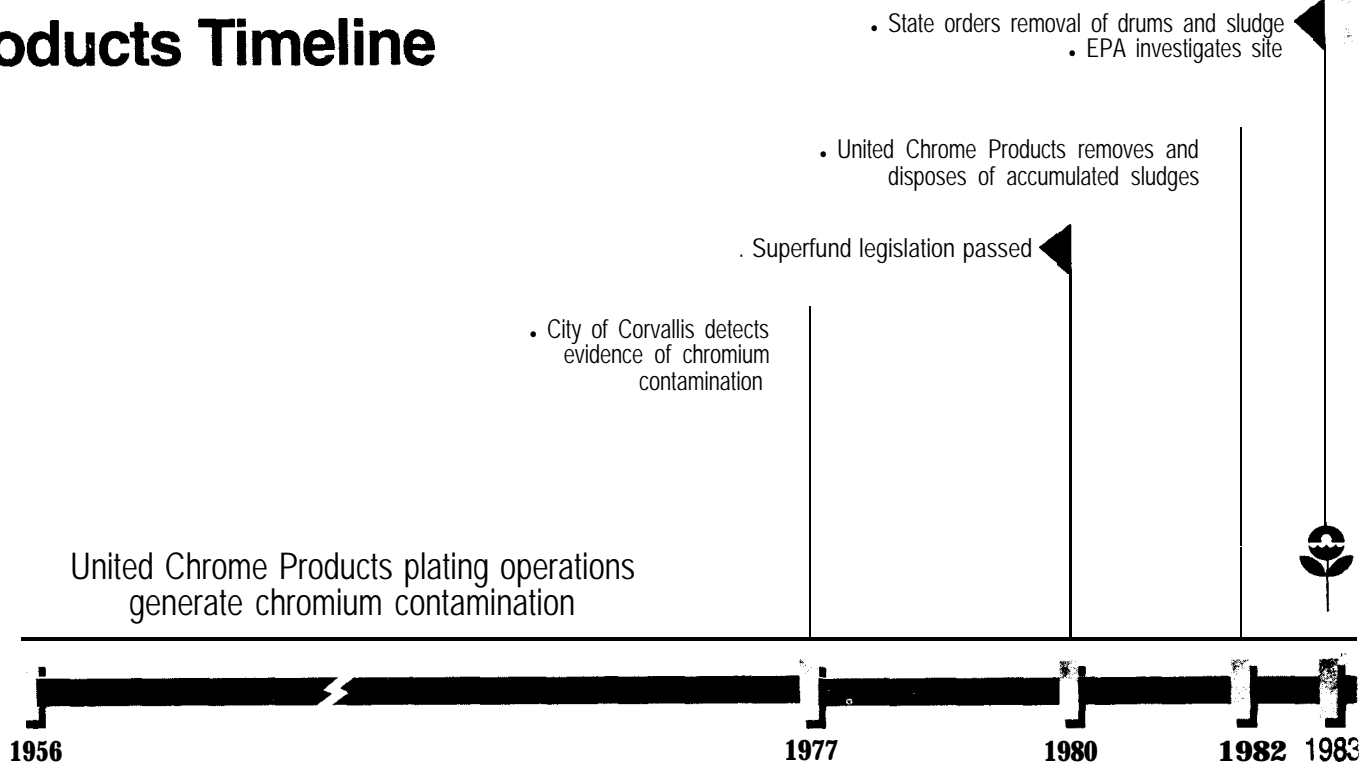 oducts Timeline
• State orders removal of drums and sludge
• EPA investigates site
• United Chrome Products removes and
disposes of accumulated sludges
. Superfund legislation passed
• City of Corvallis detects
evidence of chromium
contamination
United Chrome Products plating operations
generate chromium contamination
1956
1977
1980
1982
1983